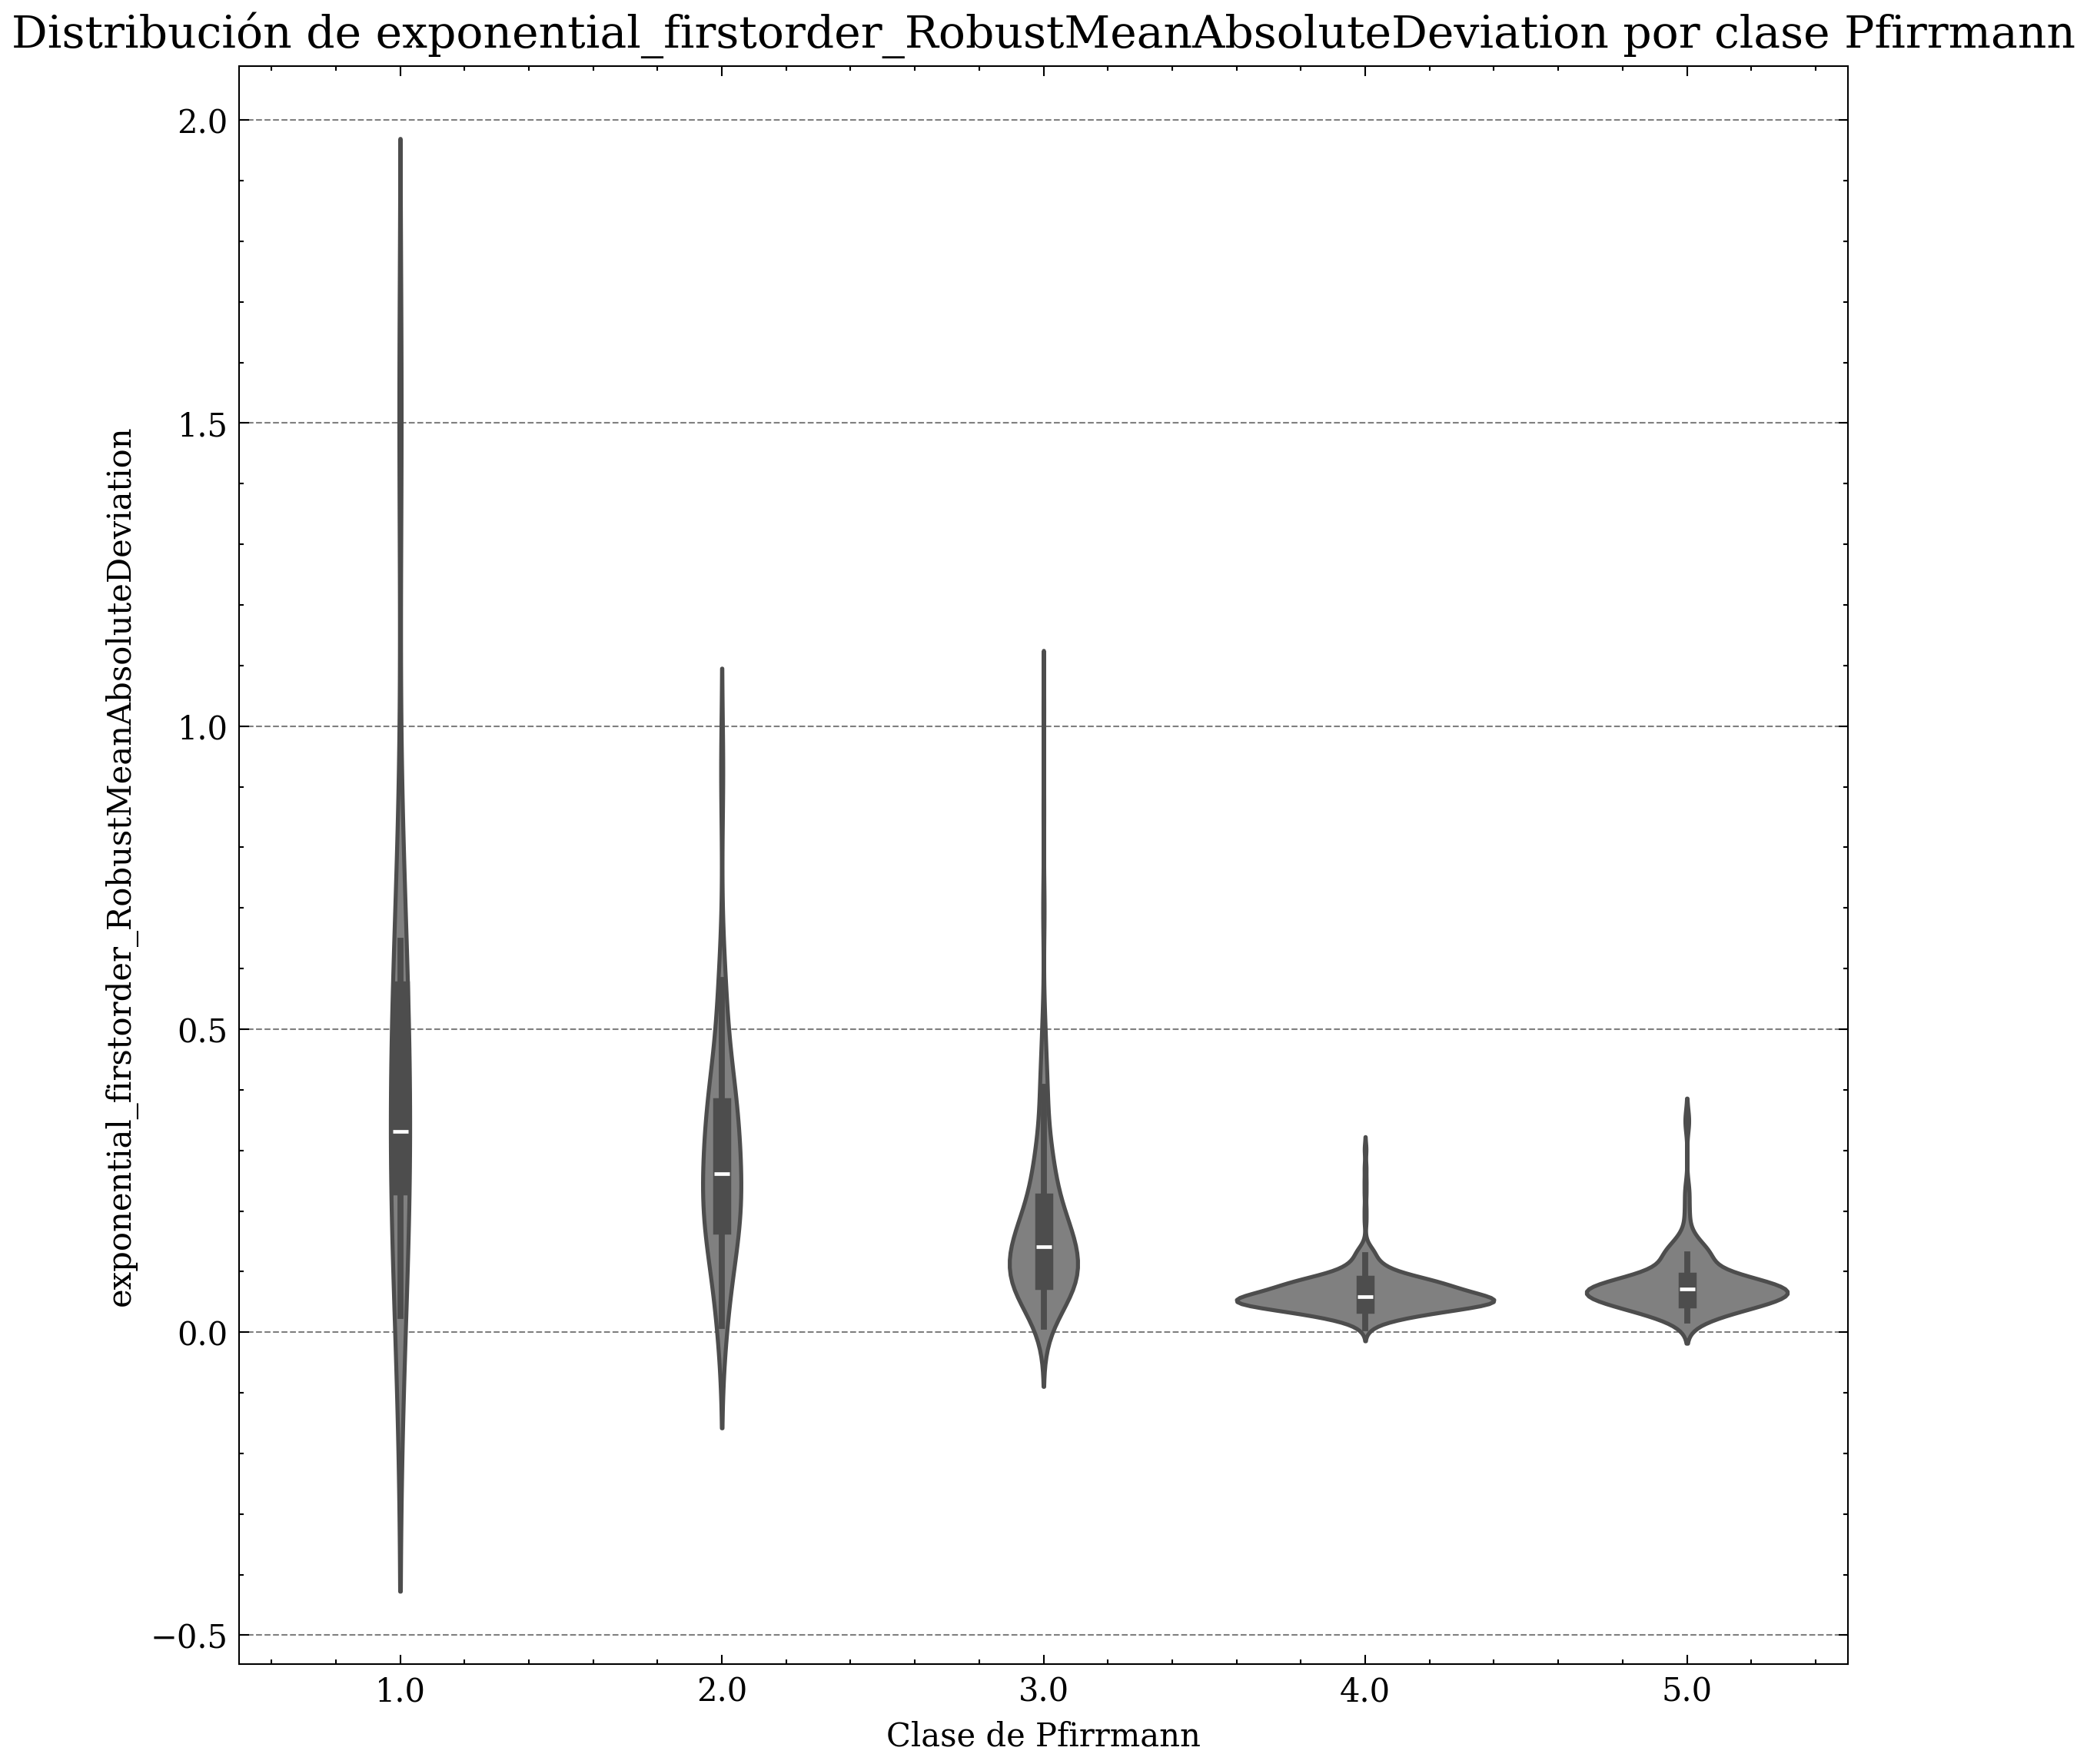 Distribución de exponential_firstorder_RobustMeanAbsoluteDeviation por clase Pfirrmann
exponential_firstorder_RobustMeanAbsoluteDeviation
2.0
1.5
1.0
0.5
0.0
−0.5
1.0 2.0 3.0 4.0 5.0
Clase de Pfirrmann